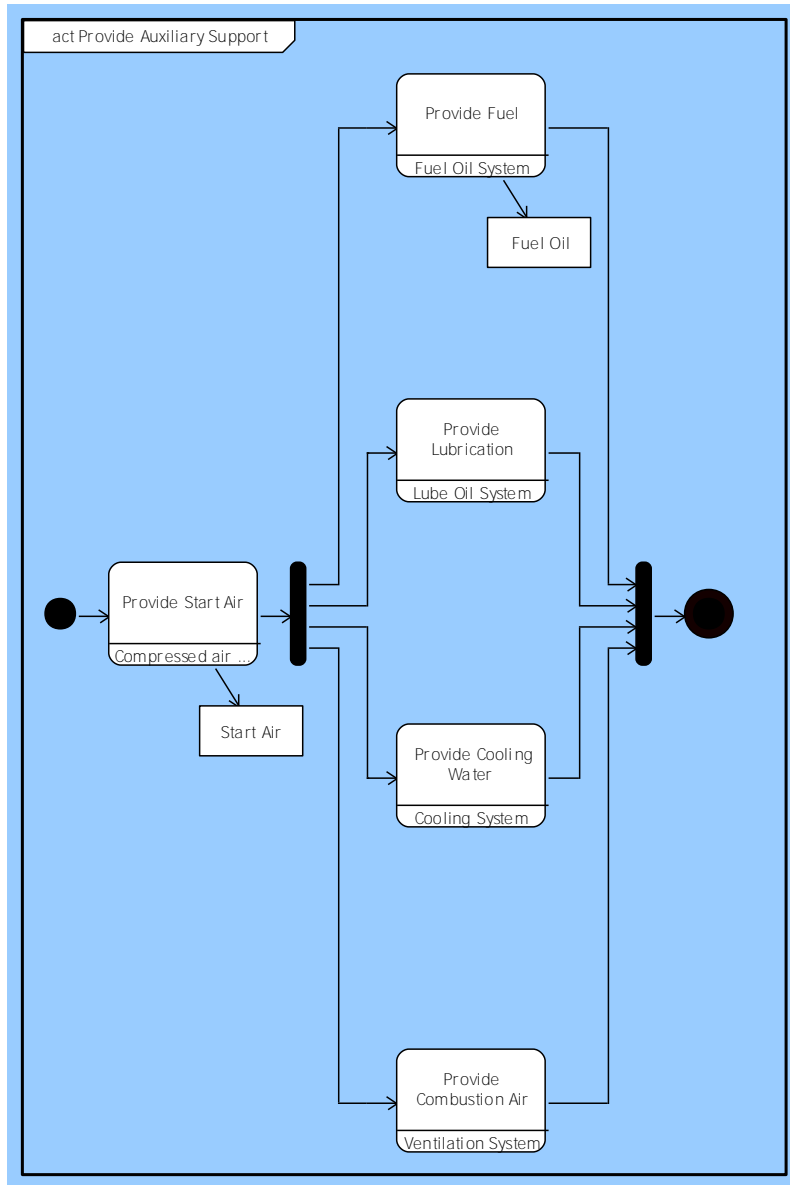 act Provide Auxiliary Support
Provide Fuel
Fuel Oil System
Fuel Oil
Provide
Lubrication
Lube Oil System
Provide Start Air
Compressed air ...
Start Air
Provide Cooling
Water
Cooling System
Provide
Combustion Air
Ventilation System